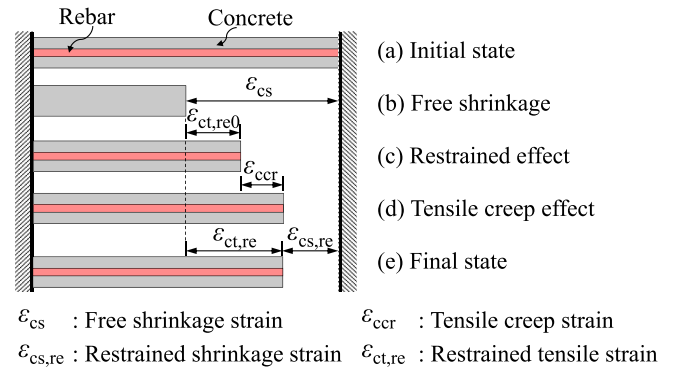 Rebar Concrete
(a) Initial state
εcs
(b) Free shrinkage
εct,re0
(c) Restrained effect
εccr
(d) Tensile creep effect
εct,re εcs,re
(e) Final state
εcs : Free shrinkage strain εccr : Tensile creep strain
εcs,re : Restrained shrinkage strain εct,re : Restrained tensile strain